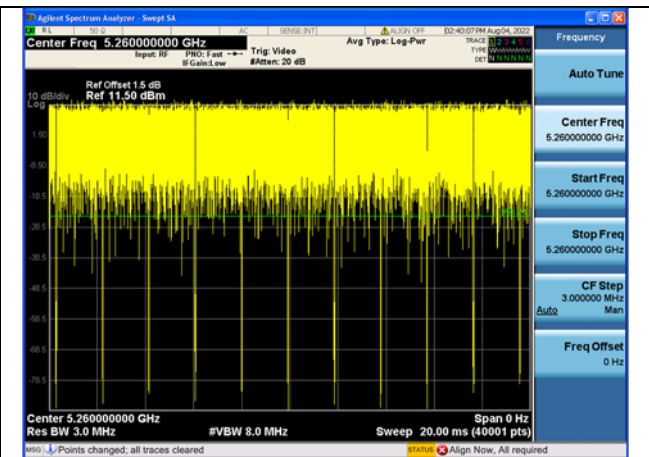 Agilent Spectrum Analyzer - Swept SA
RL 50 Ω AC SENSE:INT ALIGN OFF 02:40:07 PM Aug 04, 2022
Center Freq 5.260000000 GHz
Input: RF PNO: Fast Trig: Video Avg Type: Log-Pwr TRACE 1 2 3 4 5 6
IFGain:Low #Atten: 20 dB TYPE
DET N N N N N N
Ref Offset 1.5 dB
10 dB/div Ref 11.50 dBm
Log
1.50
-8.50
-18.5
-28.5
-38.5
-48.5
-58.5
-68.5
-78.5
Center 5.260000000 GHz Span 0 Hz
Res BW 3.0 MHz #VBW 8.0 MHz Sweep 20.00 ms (40001 pts)
MSG Points changed; all traces cleared STATUS Align Now, All required
Frequency
Auto Tune
Center Freq
5.260000000 GHz
Start Freq
5.260000000 GHz
Stop Freq
5.260000000 GHz
CF Step
3.000000 MHz
Auto Man
Freq Offset
0 Hz